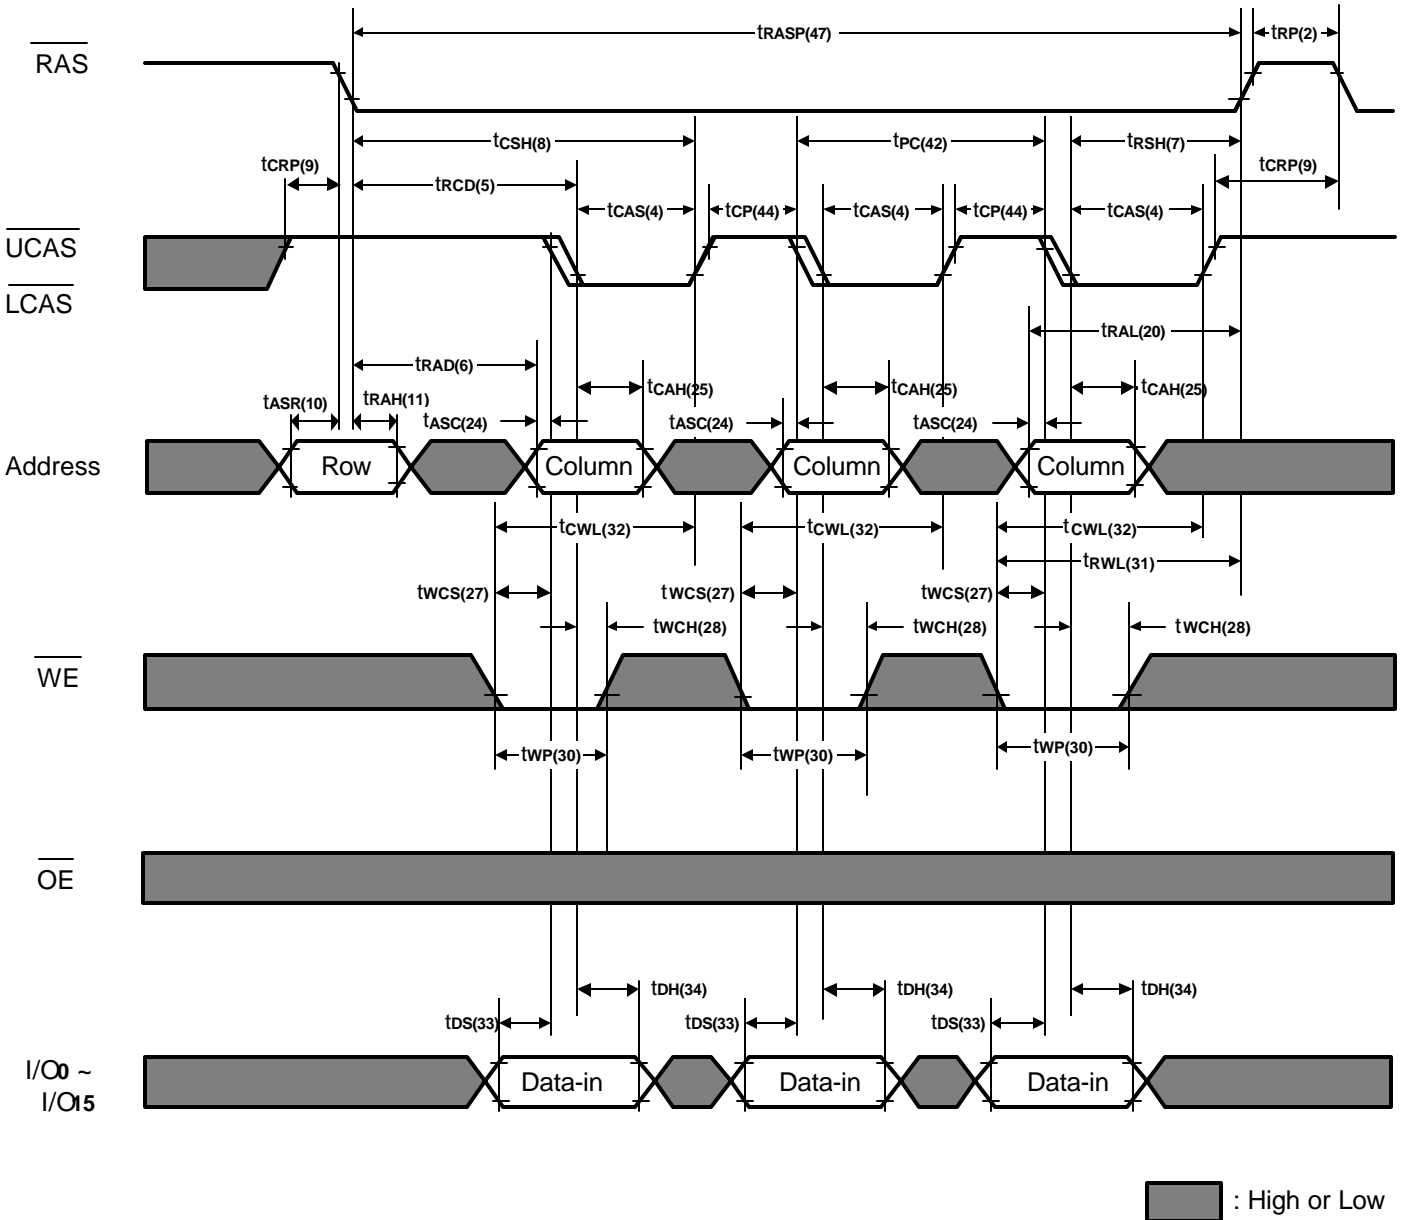 tRASP(47) tRP(2)
RAS
tCSH(8) tPC(42) tRSH(7)
tCRP(9) tCRP(9)
tRCD(5)
tCAS(4) tCP(44) tCAS(4) tCP(44) tCAS(4)
UCAS
LCAS
tRAL(20)
tRAD(6)
tCAH(25) tCAH(25) tCAH(25)
tASR(10) tRAH(11)
tASC(24) tASC(24) tASC(24)
Address Row Column Column Column
tCWL(32) tCWL(32) tCWL(32)
tRWL(31)
tWCS(27) tWCS(27) tWCS(27)
tWCH(28) tWCH(28) tWCH(28)
WE
tWP(30) tWP(30) tWP(30)
OE
tDH(34) tDH(34) tDH(34)
tDS(33) tDS(33) tDS(33)
I/O0 ~
I/O15
Data-in Data-in Data-in
: High or Low